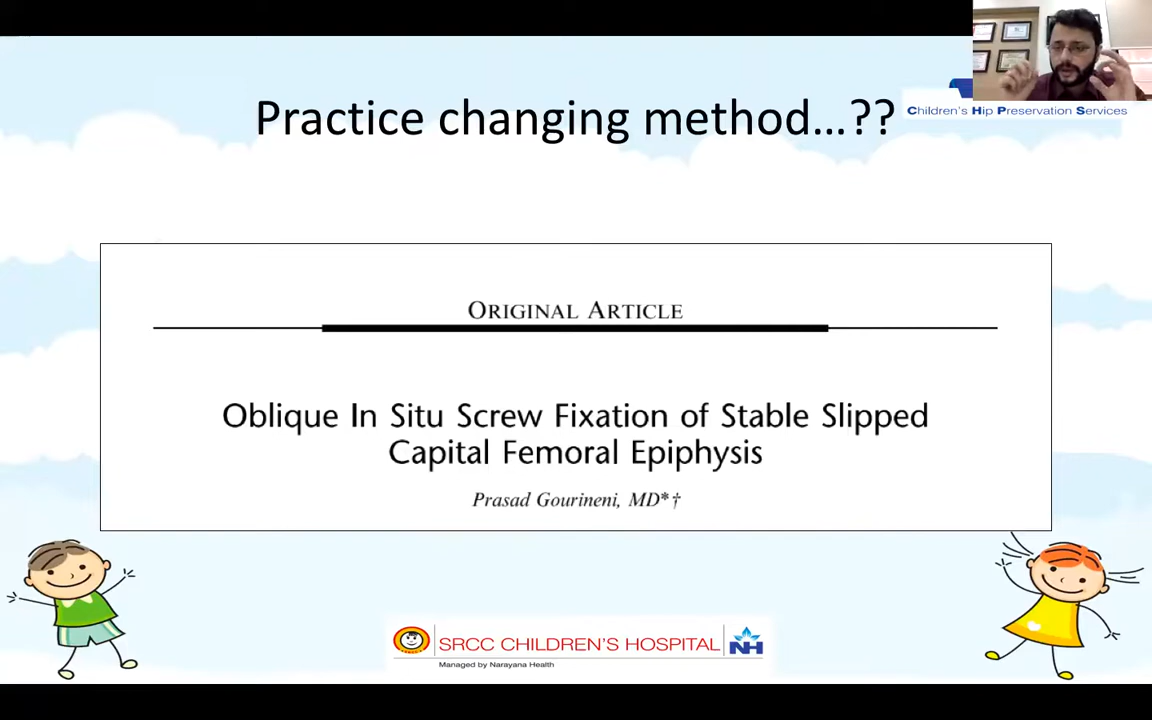 Practice changing method...??
Children's Hip Preservation Services
ORIGINAL ARTICLE
Oblique In Situ Screw Fixation of Stable Slipped
Capital Femoral Epiphysis
Prasad Gourineni, MD*†
SRCC CHILDREN'S HOSPITAL
NH
Managed by Narayana Health